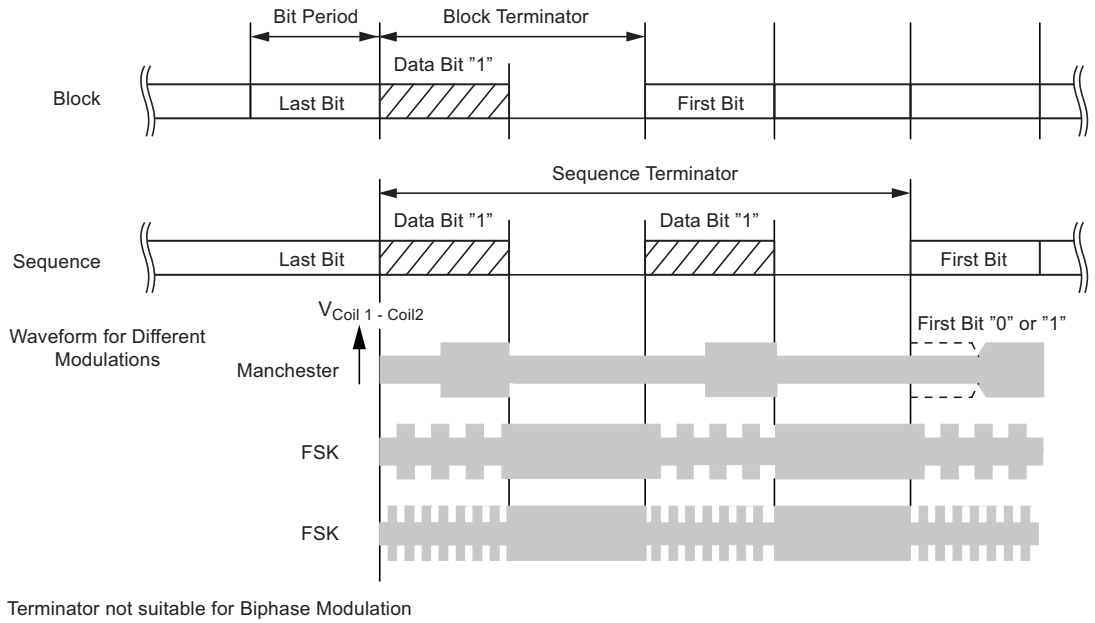 Bit Period
Block Terminator
Data Bit ”1”
Block
Last Bit
First Bit
Sequence Terminator
Data Bit ”1”
Data Bit ”1”
Sequence
Last Bit
First Bit
VCoil 1 - Coil2
Waveform for Different
Modulations
First Bit ”0” or ”1”
Manchester
FSK
FSK
Terminator not suitable for Biphase Modulation